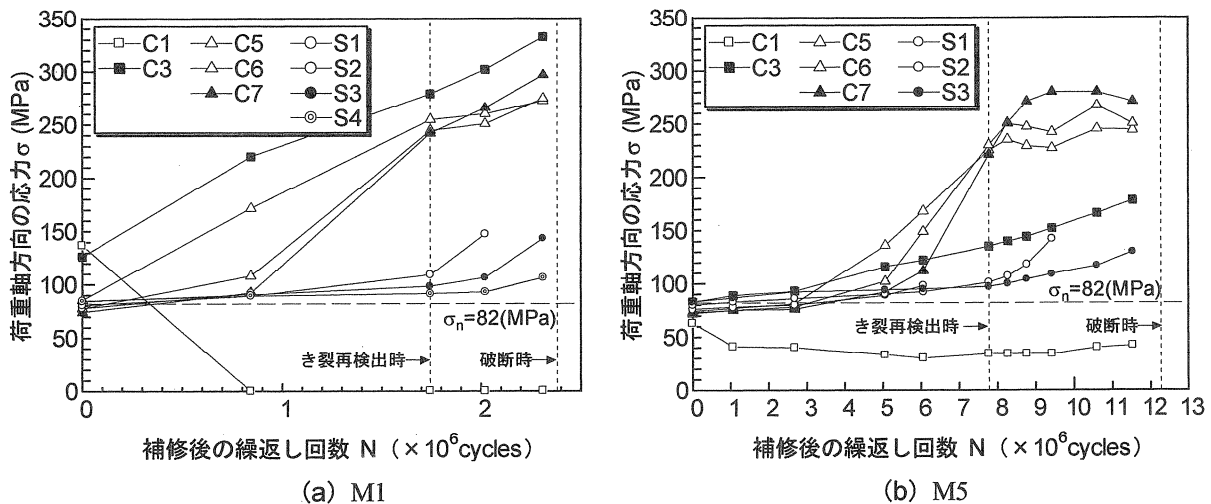 荷重軸方向の応力 σ (MPa)
350
300
250
200
150
100
50
0
C1 C5 S1
C3 C6 S2
C7 S3
S4
σn=82(MPa)
き裂再検出時
破断時
0 1 2
補修後の繰返し回数 N (×10⁶cycles)
(a) M1
荷重軸方向の応力 σ (MPa)
350
300
250
200
150
100
50
0
C1 C5 S1
C3 C6 S2
C7 S3
σn=82(MPa)
き裂再検出時
破断時
0 1 2 3 4 5 6 7 8 9 10 11 12 13
補修後の繰返し回数 N (×10⁶cycles)
(b) M5